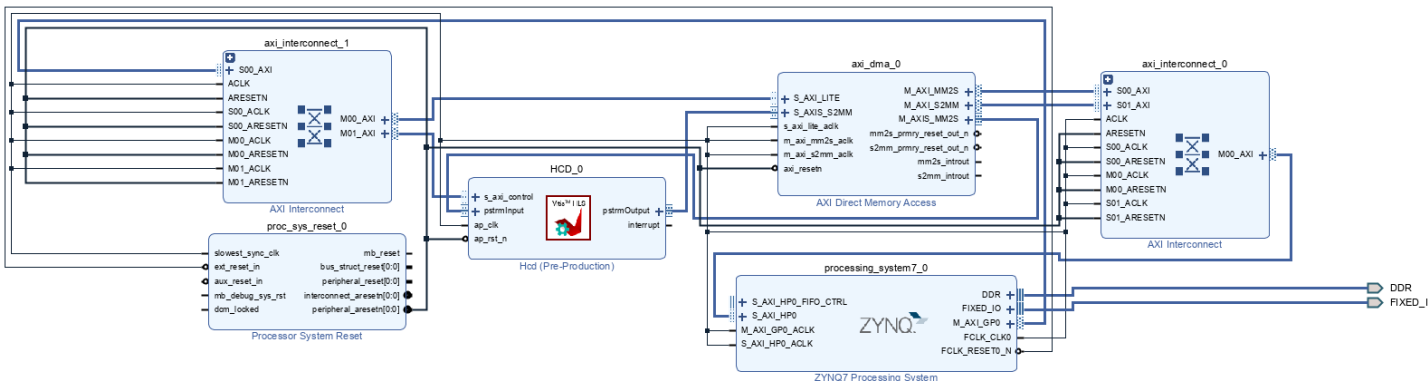 axi_interconnect_1
S00_AXI
ACLK
ARESETN
S00_ACLK
S00_ARESETN
M00_ACLK
M00_ARESETN
M01_ACLK
M01_ARESETN
M00_AXI
M01_AXI
AXI Interconnect
proc_sys_reset_0
slowest_sync_clk
ext_reset_in
aux_reset_in
mb_debug_sys_rst
dcm_locked
mb_reset
bus_struct_reset[0:0]
peripheral_reset[0:0]
interconnect_aresetn[0:0]
peripheral_aresetn[0:0]
Processor System Reset
HCD_0
s_axi_control
pstrmInput
ap_clk
ap_rst_n
pstrmOutput
interrupt
Hcd (Pre-Production)
axi_dma_0
S_AXI_LITE
S_AXIS_S2MM
s_axi_lite_aclk
m_axi_mm2s_aclk
m_axi_s2mm_aclk
axi_resetn
M_AXI_MM2S
M_AXI_S2MM
M_AXIS_MM2S
mm2s_prmry_reset_out_n
s2mm_prmry_reset_out_n
mm2s_introut
s2mm_introut
AXI Direct Memory Access
processing_system7_0
S_AXI_HP0_FIFO_CTRL
S_AXI_HP0
M_AXI_GP0_ACLK
S_AXI_HP0_ACLK
ZYNQ
DDR
FIXED_IO
M_AXI_GP0
FCLK_CLK0
FCLK_RESET0_N
ZYNQ7 Processing System
axi_interconnect_0
S00_AXI
S01_AXI
ACLK
ARESETN
S00_ACLK
S00_ARESETN
M00_ACLK
M00_ARESETN
S01_ACLK
S01_ARESETN
M00_AXI
AXI Interconnect
DDR
FIXED_I